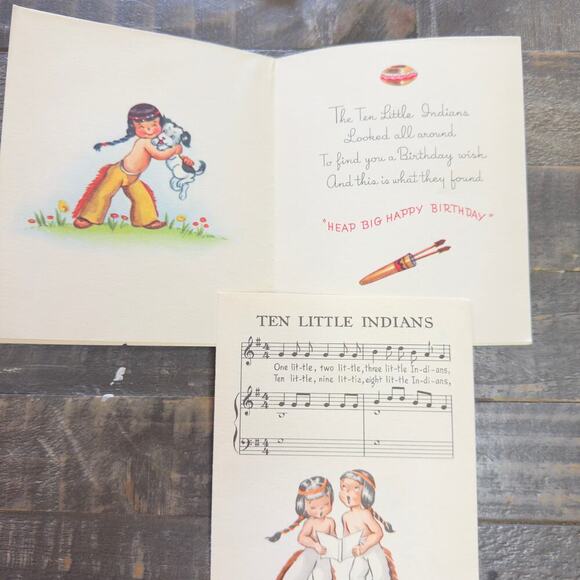 The Ten Little Indians
Looked all around
To find you a Birthday wish
And this is what they found
"HEAP BIG HAPPY BIRTHDAY"
TEN LITTLE INDIANS
One lit-tle, two lit-tle, three lit-tle In-di-ans,
Ten lit-tle, nine lit-tle, eight lit-tle In-di-ans,